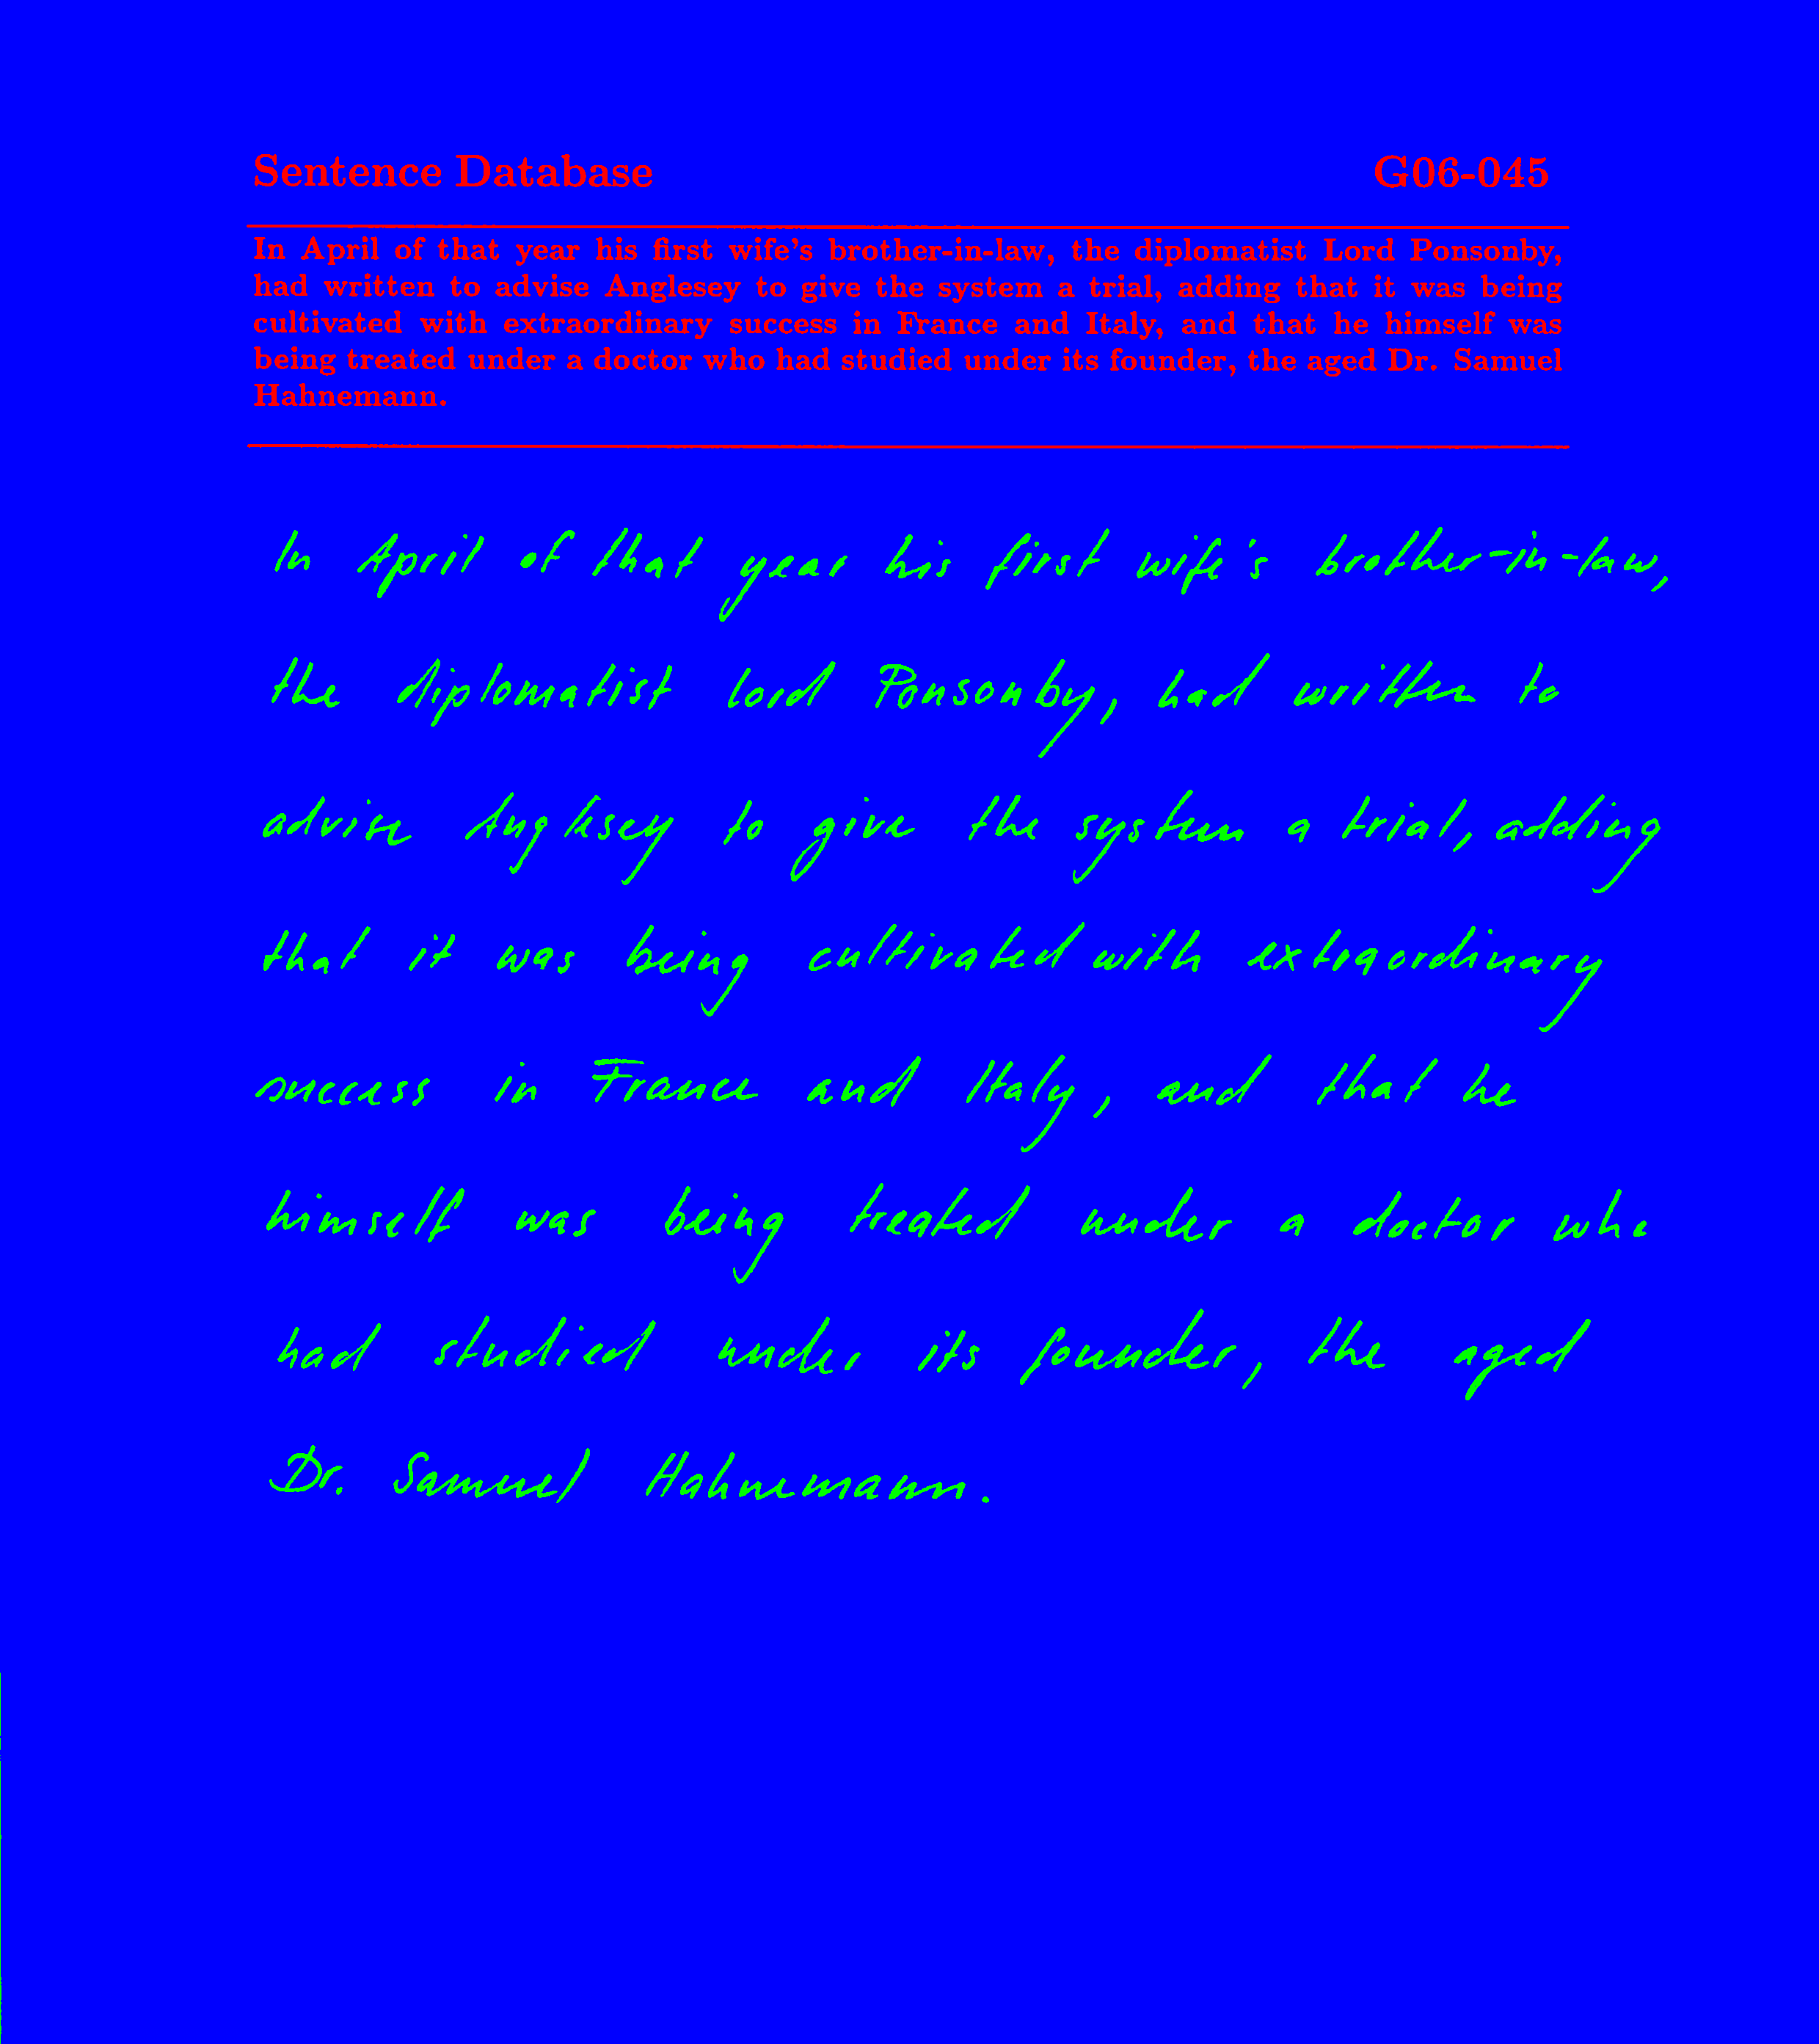 Sentence Database G06-045
In April of that year his first wife's brother-in-law, the diplomatist Lord Ponsonby,
had written to advise Anglesey to give the system a trial, adding that it was being
cultivated with extraordinary success in France and Italy, and that he himself was
being treated under a doctor who had studied under its founder, the aged Dr. Samuel
Hahnemann.
In April of that year his first wife's brother-in-law,
the diplomatist Lord Ponsonby, had written to
advise Anglesey to give the system a trial, adding
that it was being cultivated with extraordinary
success in France and Italy, and that he
himself was being treated under a doctor who
had studied under its founder, the aged
Dr. Samuel Hahnemann.